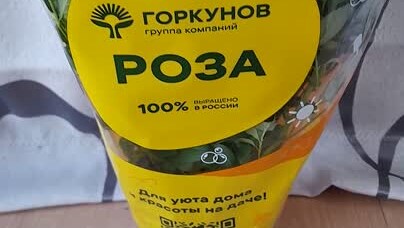 ГОРКУНОВ
группа компаний
РОЗА
100% ВЫРАЩЕНО
В РОССИИ
Для уюта дома
и красоты на даче!